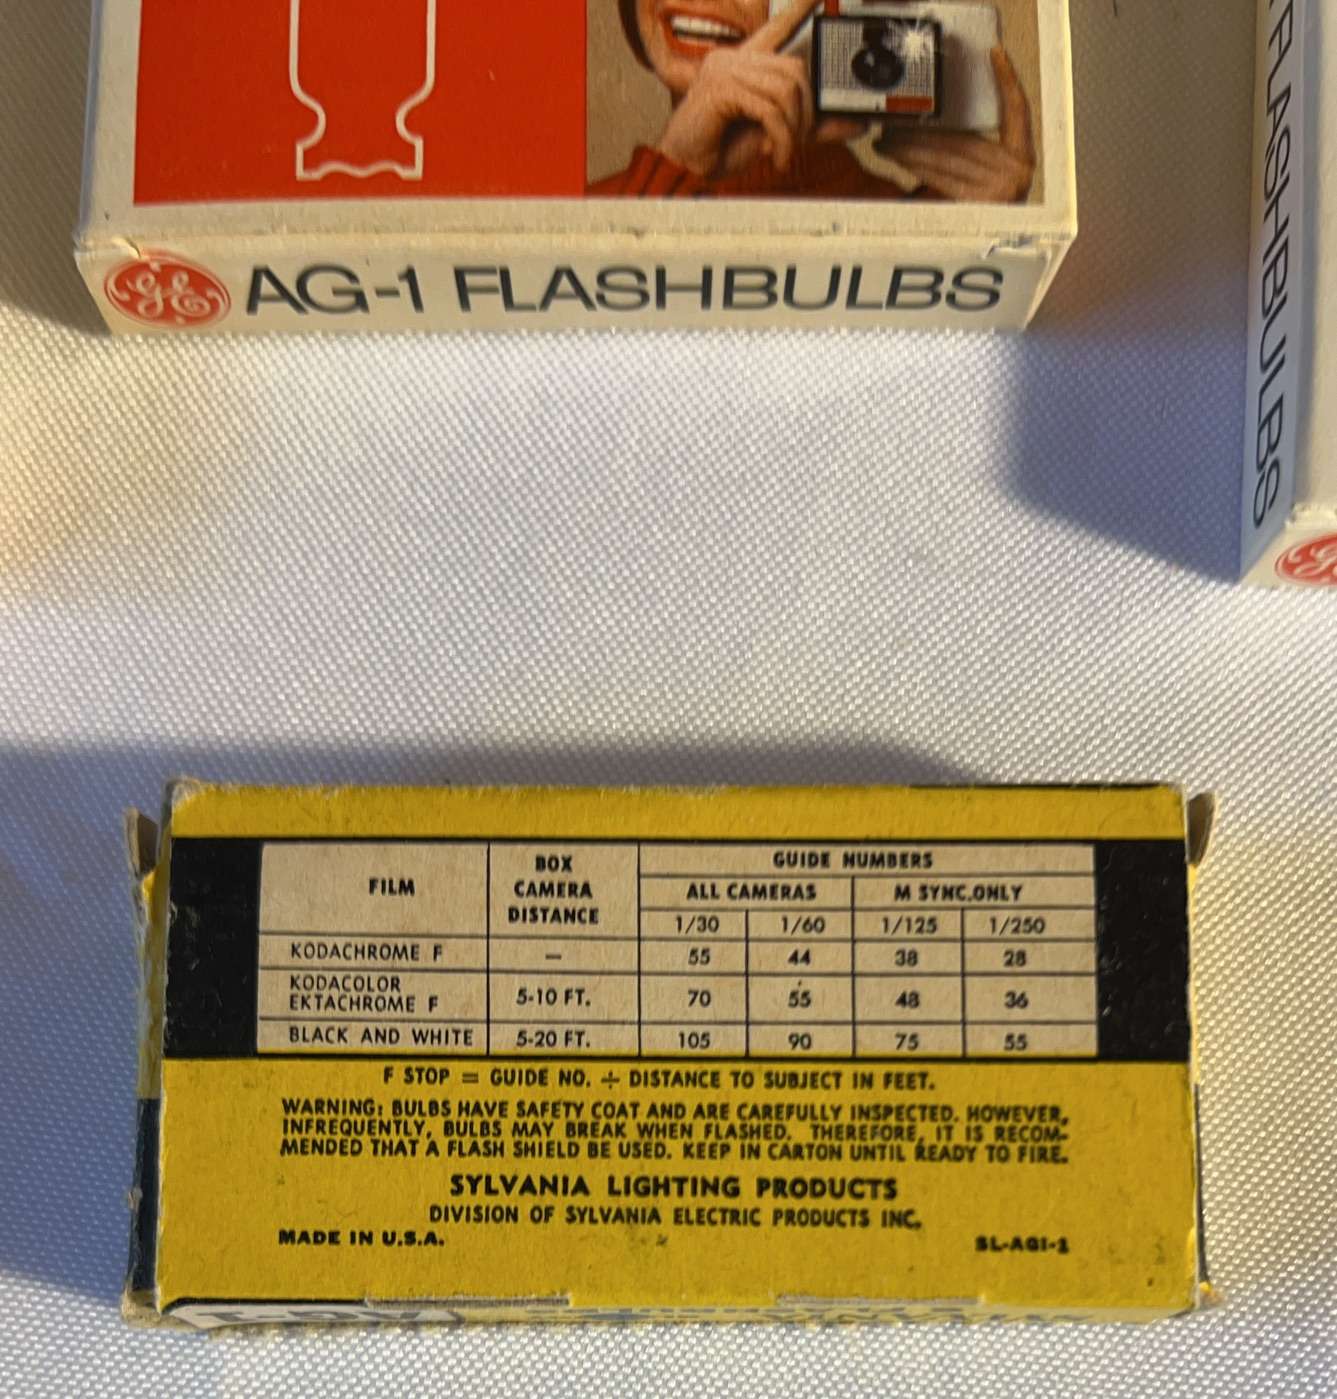 GE AG-1 FLASHBULBS
FLASHBULBS
FILM
BOX
CAMERA
DISTANCE
GUIDE NUMBERS
ALL CAMERAS
M SYNC.ONLY
1/30 1/60 1/125 1/250
KODACHROME F — 55 44 38 28
KODACOLOR
EKTACHROME F 5-10 FT. 70 55 48 36
BLACK AND WHITE 5-20 FT. 105 90 75 55
F STOP = GUIDE NO. ÷ DISTANCE TO SUBJECT IN FEET.
WARNING: BULBS HAVE SAFETY COAT AND ARE CAREFULLY INSPECTED. HOWEVER,
INFREQUENTLY, BULBS MAY BREAK WHEN FLASHED. THEREFORE, IT IS RECOM-
MENDED THAT A FLASH SHIELD BE USED. KEEP IN CARTON UNTIL READY TO FIRE.
SYLVANIA LIGHTING PRODUCTS
DIVISION OF SYLVANIA ELECTRIC PRODUCTS INC.
MADE IN U.S.A.
SL-AG1-1